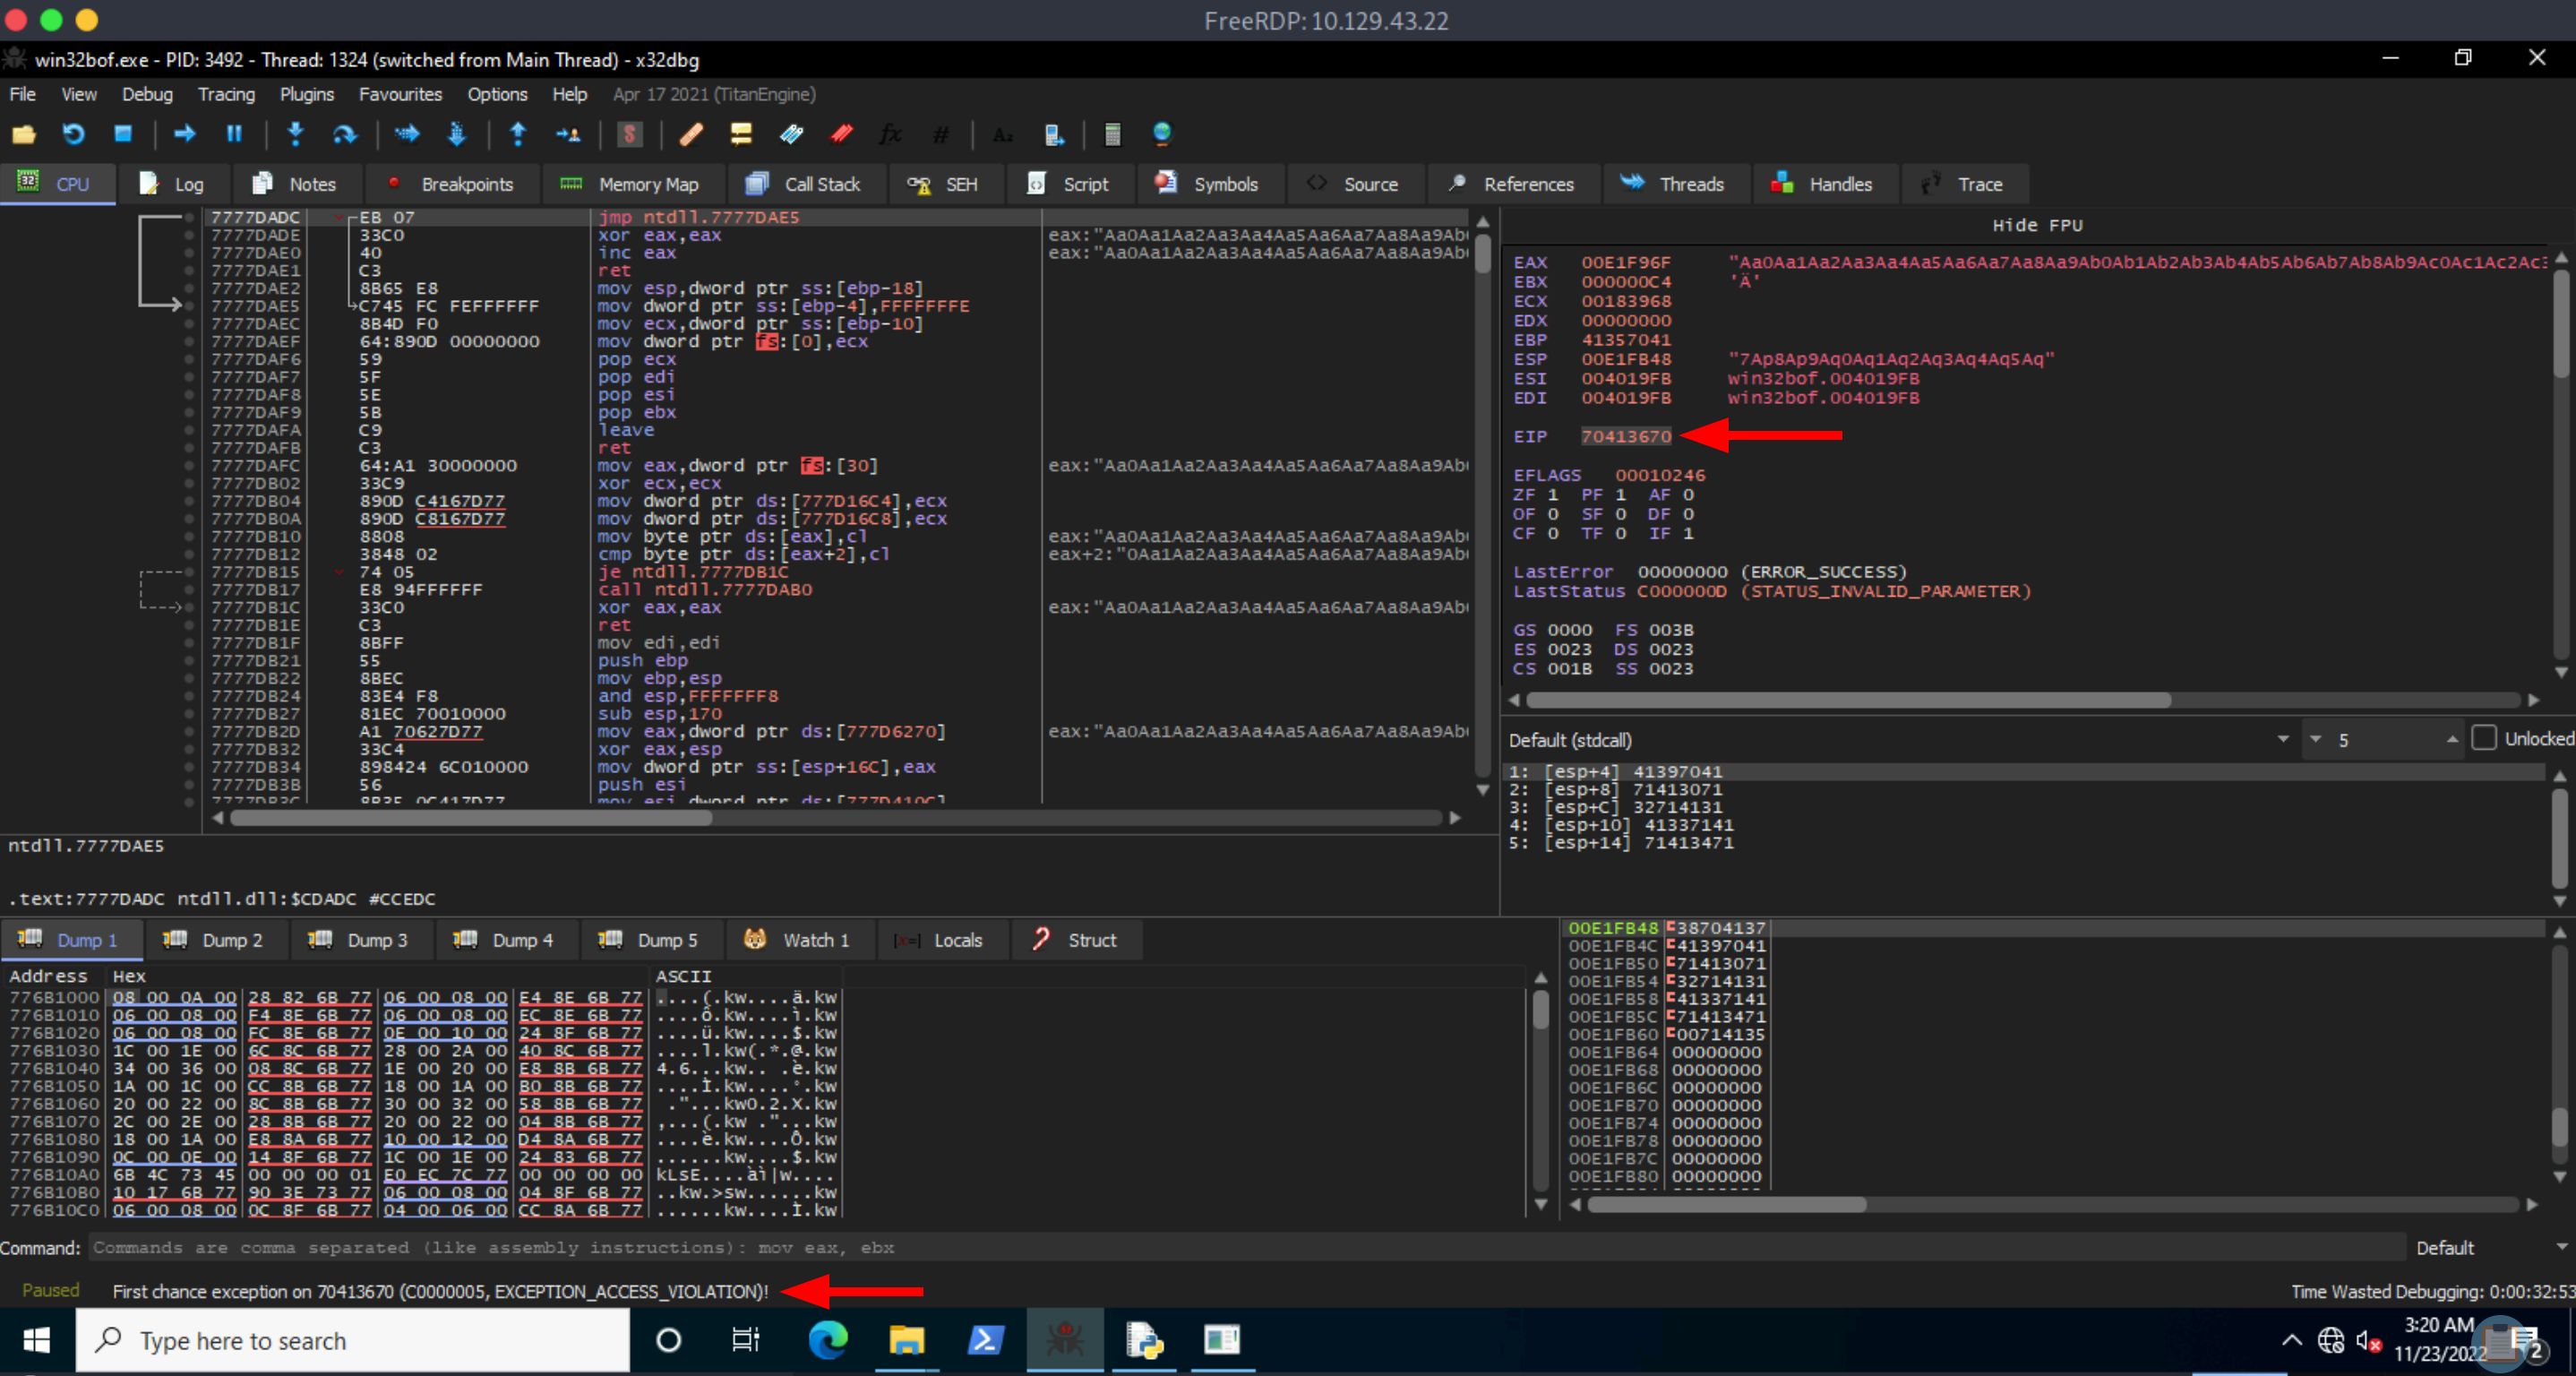 FreeRDP: 10.129.43.22
win32bof.exe - PID: 3492 - Thread: 1324 (switched from Main Thread) - x32dbg
File View Debug Tracing Plugins Favourites Options Help Apr 17 2021 (TitanEngine)
CPU Log Notes Breakpoints Memory Map Call Stack SEH Script Symbols Source References Threads Handles Trace
7777DADC EB 07 jmp ntdll.7777DAE5
7777DADE 33C0 xor eax,eax eax:"Aa0Aa1Aa2Aa3Aa4Aa5Aa6Aa7Aa8Aa9Ab
7777DAE0 40 inc eax eax:"Aa0Aa1Aa2Aa3Aa4Aa5Aa6Aa7Aa8Aa9Ab
7777DAE1 C3 ret
7777DAE2 8B65 E8 mov esp,dword ptr ss:[ebp-18]
7777DAE5 C745 FC FEFFFFFF mov dword ptr ss:[ebp-4],FFFFFFFE
7777DAEC 8B4D F0 mov ecx,dword ptr ss:[ebp-10]
7777DAEF 64:890D 00000000 mov dword ptr fs:[0],ecx
7777DAF6 59 pop ecx
7777DAF7 5F pop edi
7777DAF8 5E pop esi
7777DAF9 5B pop ebx
7777DAFA C9 leave
7777DAFB C3 ret
7777DAFC 64:A1 30000000 mov eax,dword ptr fs:[30] eax:"Aa0Aa1Aa2Aa3Aa4Aa5Aa6Aa7Aa8Aa9Ab
7777DB02 33C9 xor ecx,ecx
7777DB04 890D C4167D77 mov dword ptr ds:[777D16C4],ecx
7777DB0A 890D C8167D77 mov dword ptr ds:[777D16C8],ecx
7777DB10 8808 mov byte ptr ds:[eax],cl eax:"Aa0Aa1Aa2Aa3Aa4Aa5Aa6Aa7Aa8Aa9Ab
7777DB12 3848 02 cmp byte ptr ds:[eax+2],cl eax+2:"0Aa1Aa2Aa3Aa4Aa5Aa6Aa7Aa8Aa9Ab
7777DB15 74 05 je ntdll.7777DB1C
7777DB17 E8 94FFFFFF call ntdll.7777DAB0
7777DB1C 33C0 xor eax,eax eax:"Aa0Aa1Aa2Aa3Aa4Aa5Aa6Aa7Aa8Aa9Ab
7777DB1E C3 ret
7777DB1F 8BFF mov edi,edi
7777DB21 55 push ebp
7777DB22 8BEC mov ebp,esp
7777DB24 83E4 F8 and esp,FFFFFFF8
7777DB27 81EC 70010000 sub esp,170
7777DB2D A1 70627D77 mov eax,dword ptr ds:[777D6270] eax:"Aa0Aa1Aa2Aa3Aa4Aa5Aa6Aa7Aa8Aa9Ab
7777DB32 33C4 xor eax,esp
7777DB34 898424 6C010000 mov dword ptr ss:[esp+16C],eax
7777DB3B 56 push esi
7777DB3C 8B35 0C417D77 mov esi,dword ptr ds:[777D410C]
ntdll.7777DAE5
.text:7777DADC ntdll.dll:$CDADC #CCEDC
Hide FPU
EAX 00E1F96F "Aa0Aa1Aa2Aa3Aa4Aa5Aa6Aa7Aa8Aa9Ab0Ab1Ab2Ab3Ab4Ab5Ab6Ab7Ab8Ab9Ac0Ac1Ac2Ac3
EBX 000000C4 'Ä'
ECX 00183968
EDX 00000000
EBP 41357041
ESP 00E1FB48 "7Ap8Ap9Aq0Aq1Aq2Aq3Aq4Aq5Aq"
ESI 004019FB win32bof.004019FB
EDI 004019FB win32bof.004019FB
EIP 70413670
EFLAGS 00010246
ZF 1 PF 1 AF 0
OF 0 SF 0 DF 0
CF 0 TF 0 IF 1
LastError 00000000 (ERROR_SUCCESS)
LastStatus C000000D (STATUS_INVALID_PARAMETER)
GS 0000 FS 003B
ES 0023 DS 0023
CS 001B SS 0023
Default (stdcall) 5 Unlocked
1: [esp+4] 41397041
2: [esp+8] 71413071
3: [esp+C] 32714131
4: [esp+10] 41337141
5: [esp+14] 71413471
Dump 1 Dump 2 Dump 3 Dump 4 Dump 5 Watch 1 [x=] Locals Struct
Address Hex ASCII
776B1000 08 00 0A 00 28 82 6B 77 06 00 08 00 E4 8E 6B 77 ....(.kw....ä.kw
776B1010 06 00 08 00 F4 8E 6B 77 06 00 08 00 EC 8E 6B 77 ....ô.kw....ì.kw
776B1020 06 00 08 00 FC 8E 6B 77 0E 00 10 00 24 8F 6B 77 ....ü.kw....$.kw
776B1030 1C 00 1E 00 6C 8C 6B 77 28 00 2A 00 40 8C 6B 77 ....l.kw(.*.@.kw
776B1040 34 00 36 00 08 8C 6B 77 1E 00 20 00 E8 8B 6B 77 4.6...kw.. .è.kw
776B1050 1A 00 1C 00 CC 8B 6B 77 18 00 1A 00 B0 8B 6B 77 ....Ì.kw....°.kw
776B1060 20 00 22 00 8C 8B 6B 77 30 00 32 00 58 8B 6B 77  ."...kw0.2.X.kw
776B1070 2C 00 2E 00 28 8B 6B 77 20 00 22 00 04 8B 6B 77 ,...(.kw ."...kw
776B1080 18 00 1A 00 E8 8A 6B 77 10 00 12 00 D4 8A 6B 77 ....è.kw....Ô.kw
776B1090 0C 00 0E 00 14 8F 6B 77 1C 00 1E 00 24 83 6B 77 ......kw....$.kw
776B10A0 6B 4C 73 45 00 00 00 01 E0 EC 7C 77 00 00 00 00 kLsE....àì|w....
776B10B0 10 17 6B 77 90 3E 73 77 06 00 08 00 04 8F 6B 77 ..kw.>sw......kw
776B10C0 06 00 08 00 0C 8F 6B 77 04 00 06 00 CC 8A 6B 77 ......kw....Ì.kw
00E1FB48 38704137
00E1FB4C 41397041
00E1FB50 71413071
00E1FB54 32714131
00E1FB58 41337141
00E1FB5C 71413471
00E1FB60 00714135
00E1FB64 00000000
00E1FB68 00000000
00E1FB6C 00000000
00E1FB70 00000000
00E1FB74 00000000
00E1FB78 00000000
00E1FB7C 00000000
00E1FB80 00000000
Command: Commands are comma separated (like assembly instructions): mov eax, ebx Default
Paused First chance exception on 70413670 (C0000005, EXCEPTION_ACCESS_VIOLATION)! Time Wasted Debugging: 0:00:32:53
Type here to search
3:20 AM
11/23/2022
2